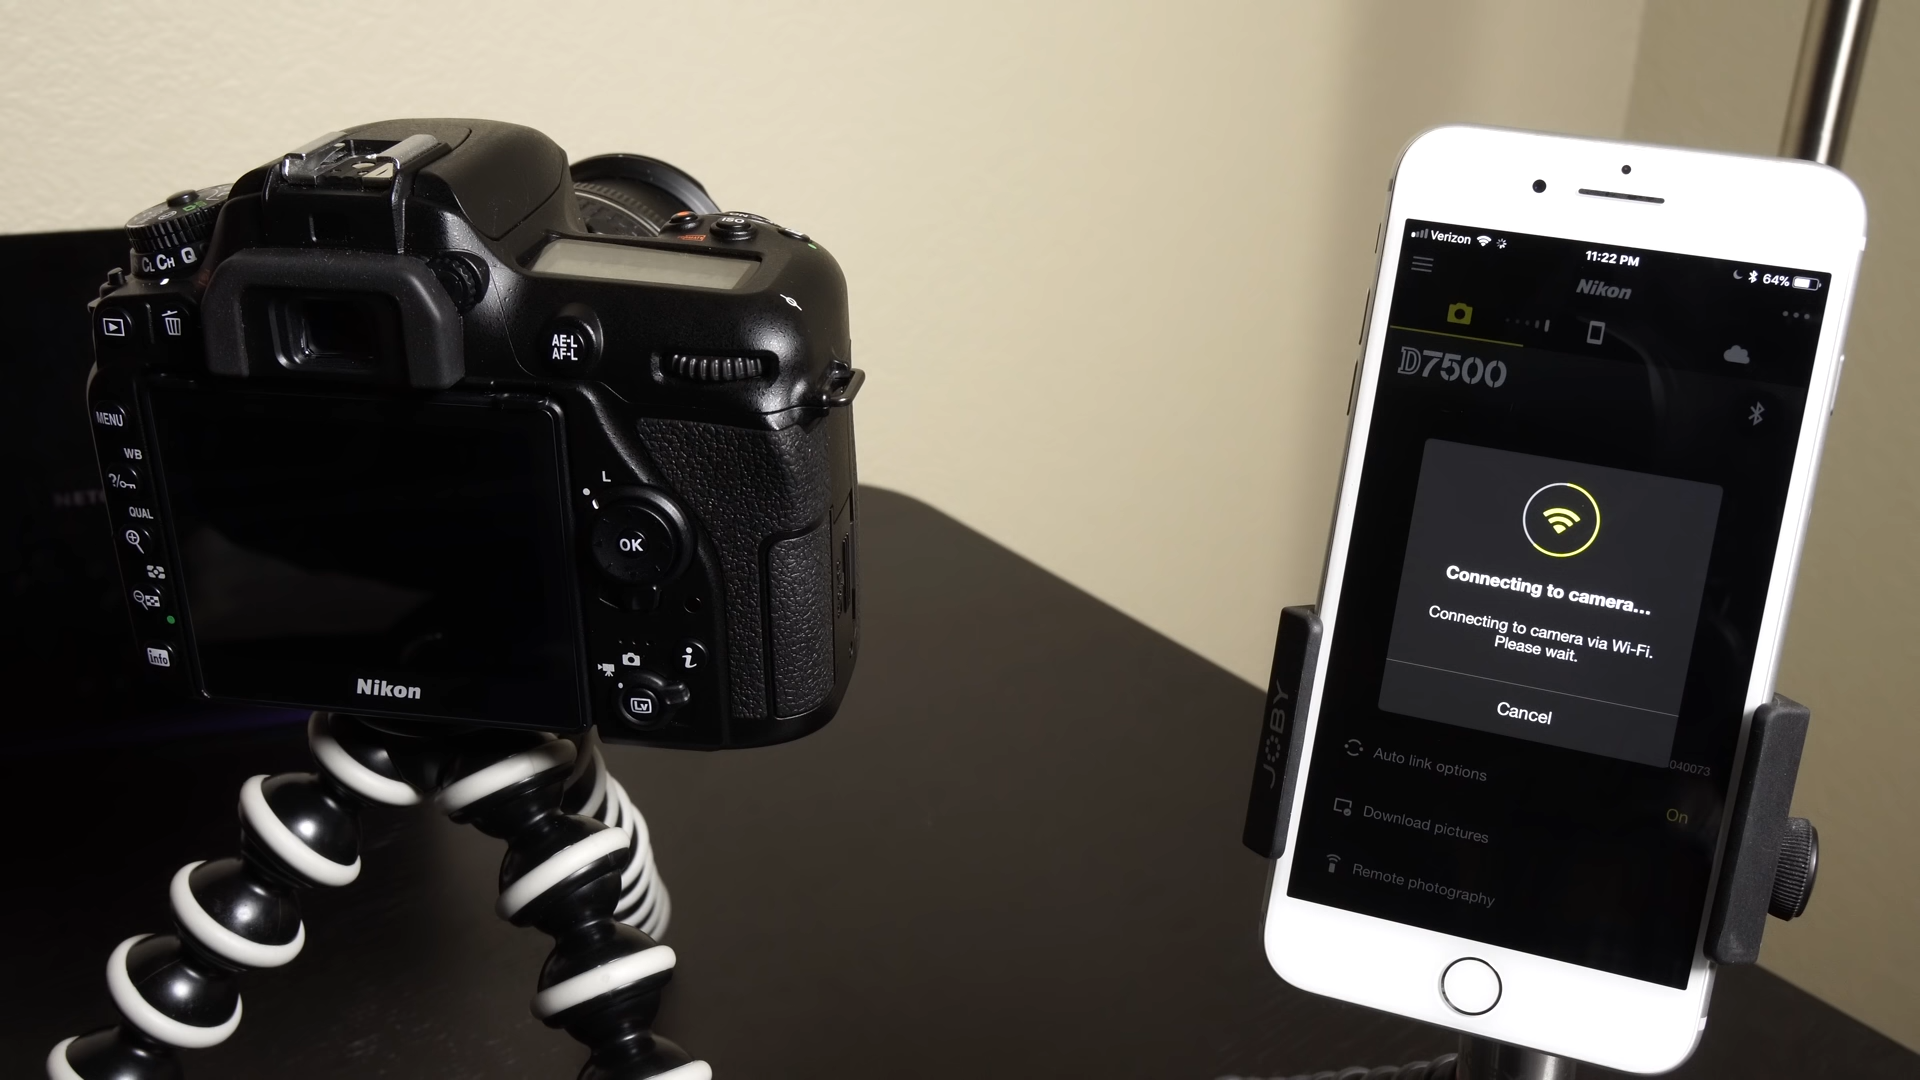 CL CH Q
ISO
AE-L
AF-L
MENU
WB
?/
QUAL
info
L
OK
i
Lv
Nikon
JOBY
Verizon
11:22 PM
64%
Nikon
D7500
Connecting to camera...
Connecting to camera via Wi-Fi.
Please wait.
Cancel
040073
Auto link options
On
Download pictures
Remote photography